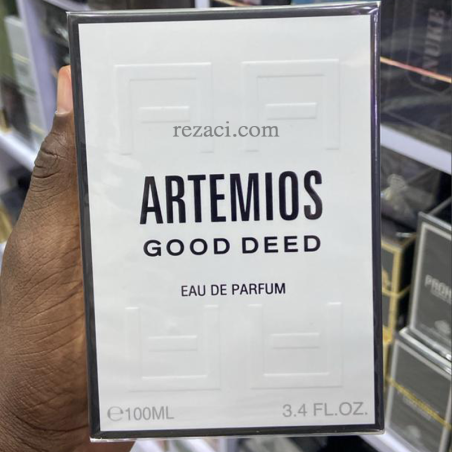 rezaci.com
ARTEMIOS
GOOD DEED
EAU DE PARFUM
℮100ML
3.4 FL.OZ.